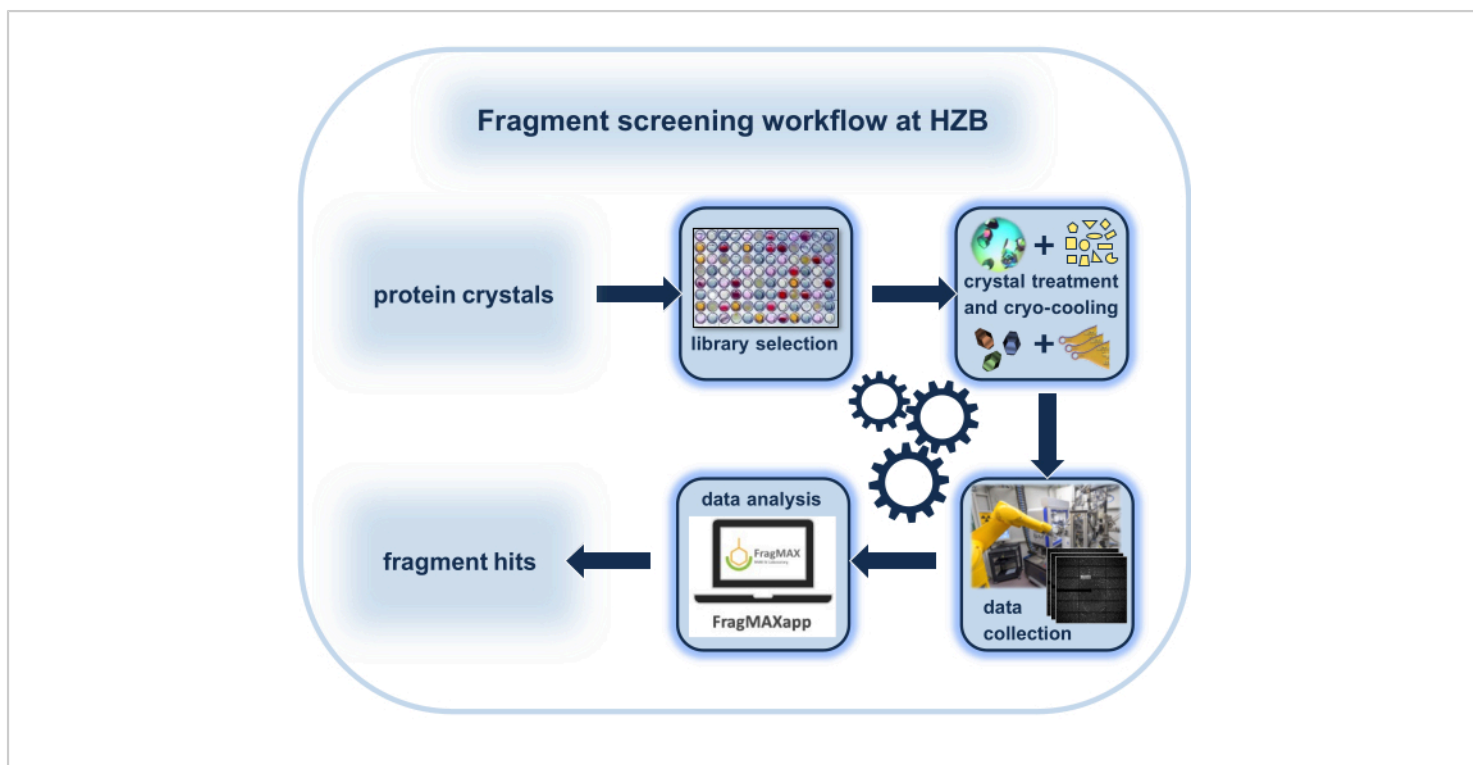 Fragment screening workflow at HZB
protein crystals
library selection
+
crystal treatment
and cryo-cooling
+
data
collection
data analysis
FragMAX
FragMAXapp
fragment hits